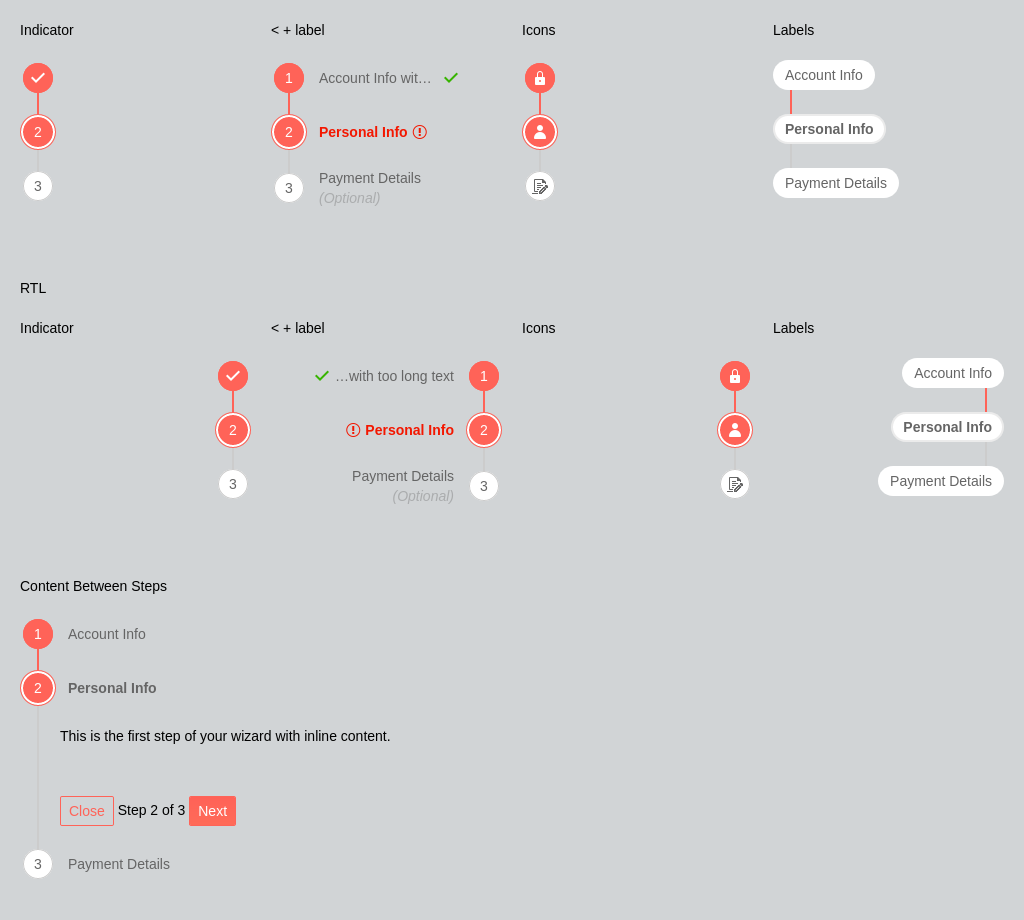 Indicator
< + label
Icons
Labels
1
Account Info wit…
Account Info
2
2
Personal Info
Personal Info
3
3
Payment Details
(Optional)
Payment Details
RTL
Indicator
< + label
Icons
Labels
…with too long text
1
Account Info
2
Personal Info
2
Personal Info
3
Payment Details
(Optional)
3
Payment Details
Content Between Steps
1
Account Info
2
Personal Info
This is the first step of your wizard with inline content.
Close Step 2 of 3 Next
3
Payment Details